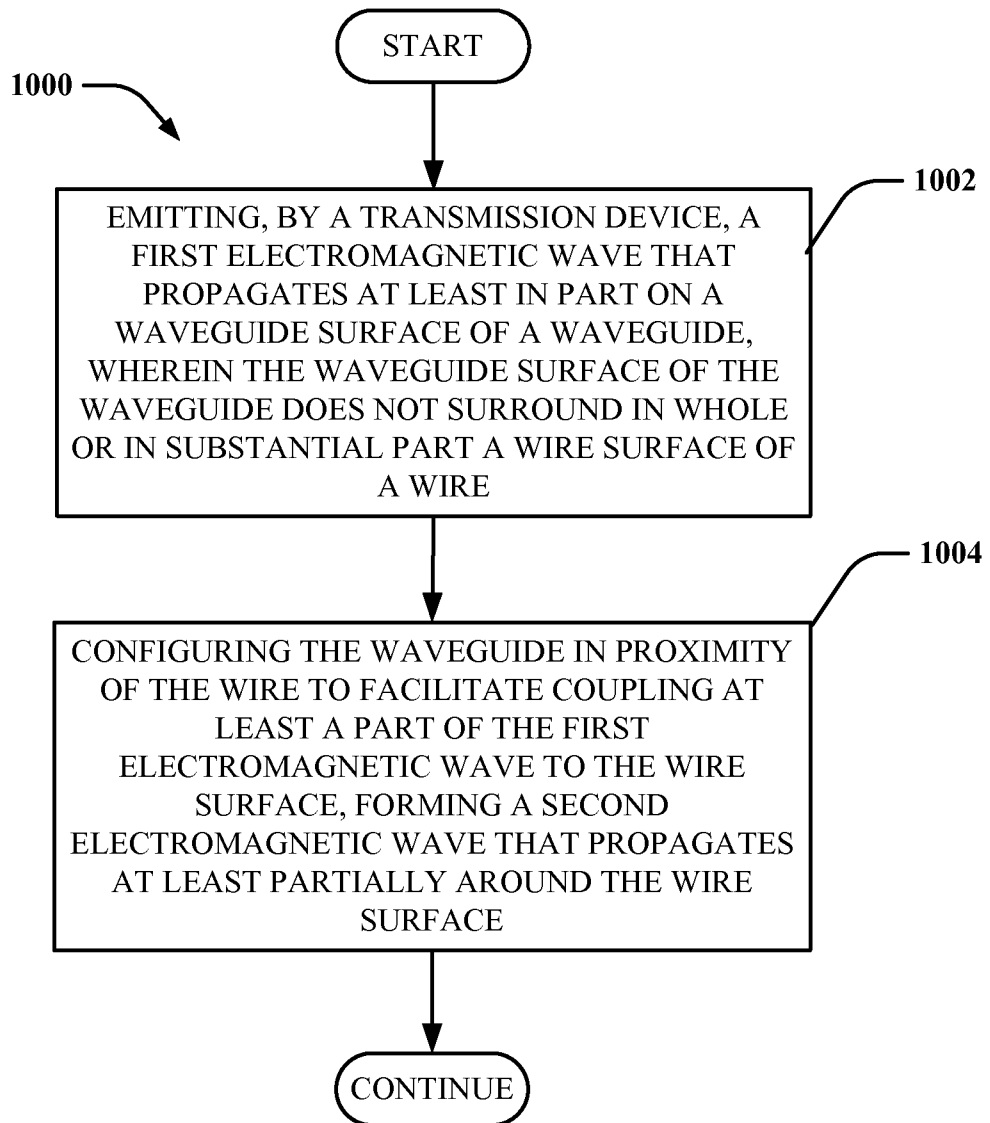 START
1000
1002
EMITTING, BY A TRANSMISSION DEVICE, A
FIRST ELECTROMAGNETIC WAVE THAT
PROPAGATES AT LEAST IN PART ON A
WAVEGUIDE SURFACE OF A WAVEGUIDE,
WHEREIN THE WAVEGUIDE SURFACE OF THE
WAVEGUIDE DOES NOT SURROUND IN WHOLE
OR IN SUBSTANTIAL PART A WIRE SURFACE OF
A WIRE
1004
CONFIGURING THE WAVEGUIDE IN PROXIMITY
OF THE WIRE TO FACILITATE COUPLING AT
LEAST A PART OF THE FIRST
ELECTROMAGNETIC WAVE TO THE WIRE
SURFACE, FORMING A SECOND
ELECTROMAGNETIC WAVE THAT PROPAGATES
AT LEAST PARTIALLY AROUND THE WIRE
SURFACE
CONTINUE